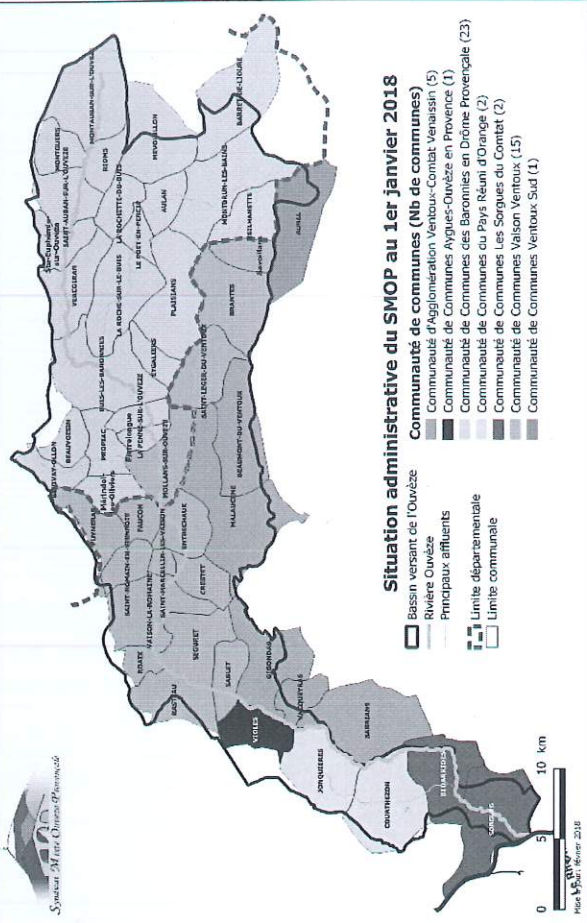 Syndicat Mixte Ouvèze Provençale
Situation administrative du SMOP au 1er janvier 2018
Bassin versant de l'Ouvèze
Rivière Ouvèze
Principaux affluents
Limite départementale
Limite communale
Communauté de communes (Nb de communes)
Communauté d'Agglomération Ventoux-Comtat Venaissin (5)
Communauté de Communes Aygues-Ouvèze en Provence (1)
Communauté de Communes des Baronnies en Drôme Provençale (23)
Communauté de Communes du Pays Réuni d'Orange (2)
Communauté de Communes Les Sorgues du Comtat (2)
Communauté de Communes Vaison Ventoux (15)
Communauté de Communes Ventoux Sud (1)
MONTGUERS
MONTAUBAN-SUR-L'OUVEZE
SAINT-AUBAN-SUR-L'OUVEZE
Ste-Euphémie-sur-Ouvèze
RIOMS
VERCOIRAN
LA ROCHETTE-DU-BUIS
MEVOUILLON
BARRET-DE-LIOURE
AULAN
LE POET-EN-PERCIP
LA ROCHE-SUR-LE-BUIS
MONTBRUN-LES-BAINS
REILHANETTE
Savoillans
AUREL
PLAISIANS
BRANTES
BUIS-LES-BARONNIES
EYGALIERS
BEAUVOISIN
PROPIAC
Pierrelongue
LA PENNE-SUR-L'OUVEZE
SAINT-LEGER-DU-VENTOUX
Mérindol-les-Oliviers
MOLLANS-SUR-OUVEZE
BEAUMONT-DU-VENTOUX
PUYMERAS
FAUCON
SAINT-ROMAIN-EN-VIENNOIS
SAINT-MARCELLIN-LES-VAISON
ENTRECHAUX
MALAUCENE
VAISON-LA-ROMAINE
CRESTET
ROAIX
SEGURET
RASTEAU
SABLET
GIGONDAS
VIOLES
VACQUEYRAS
SARRIANS
JONQUIERES
COURTHEZON
BEDARRIDES
SORGUES
0 5 10 km